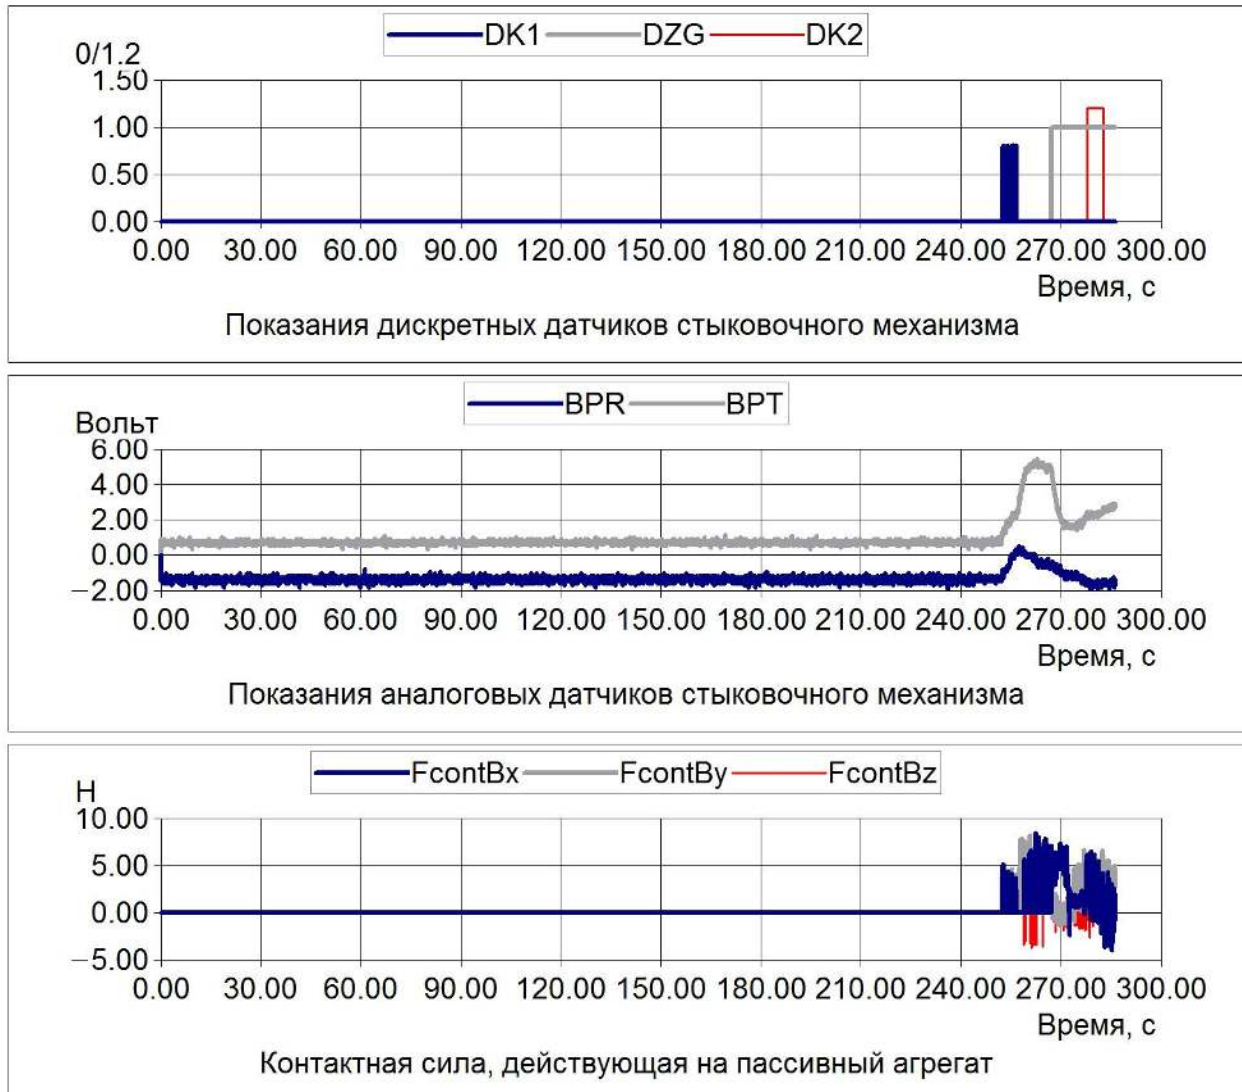 DK1 DZG DK2
0/1.2
1.50
1.00
0.50
0.00
0.00 30.00 60.00 90.00 120.00 150.00 180.00 210.00 240.00 270.00 300.00
Время, с
Показания дискретных датчиков стыковочного механизма
BPR BPT
Вольт
6.00
4.00
2.00
0.00
−2.00
0.00 30.00 60.00 90.00 120.00 150.00 180.00 210.00 240.00 270.00 300.00
Время, с
Показания аналоговых датчиков стыковочного механизма
FcontBx FcontBy FcontBz
Н
10.00
5.00
0.00
−5.00
0.00 30.00 60.00 90.00 120.00 150.00 180.00 210.00 240.00 270.00 300.00
Время, с
Контактная сила, действующая на пассивный агрегат